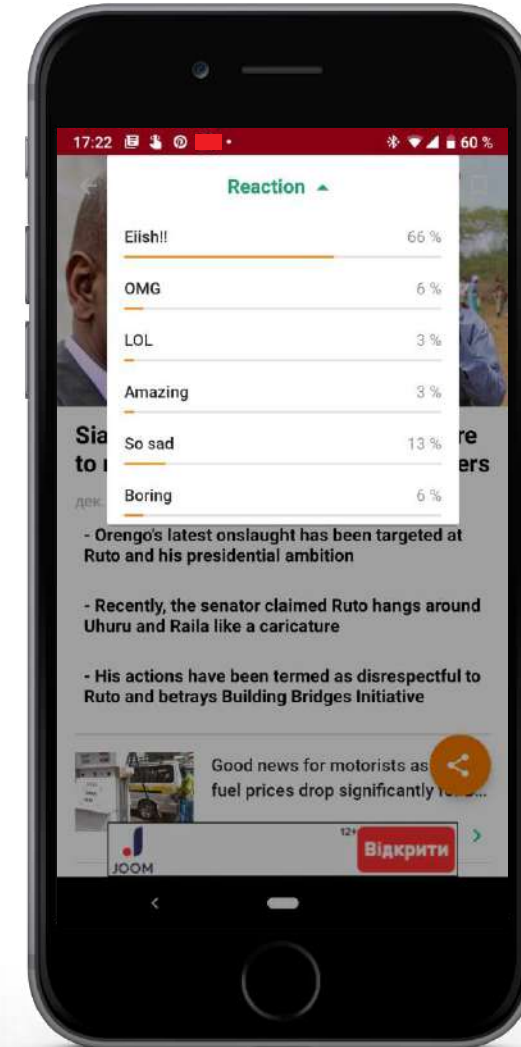 17:22
60 %
Reaction
Eiish!!
66 %
OMG
6 %
LOL
3 %
Amazing
3 %
So sad
13 %
Boring
6 %
Sia
re
to
ers
дек.
- Orengo's latest onslaught has been targeted at
Ruto and his presidential ambition
- Recently, the senator claimed Ruto hangs around
Uhuru and Raila like a caricature
- His actions have been termed as disrespectful to
Ruto and betrays Building Bridges Initiative
Good news for motorists as
fuel prices drop significantly
JOOM
12+
Відкрити